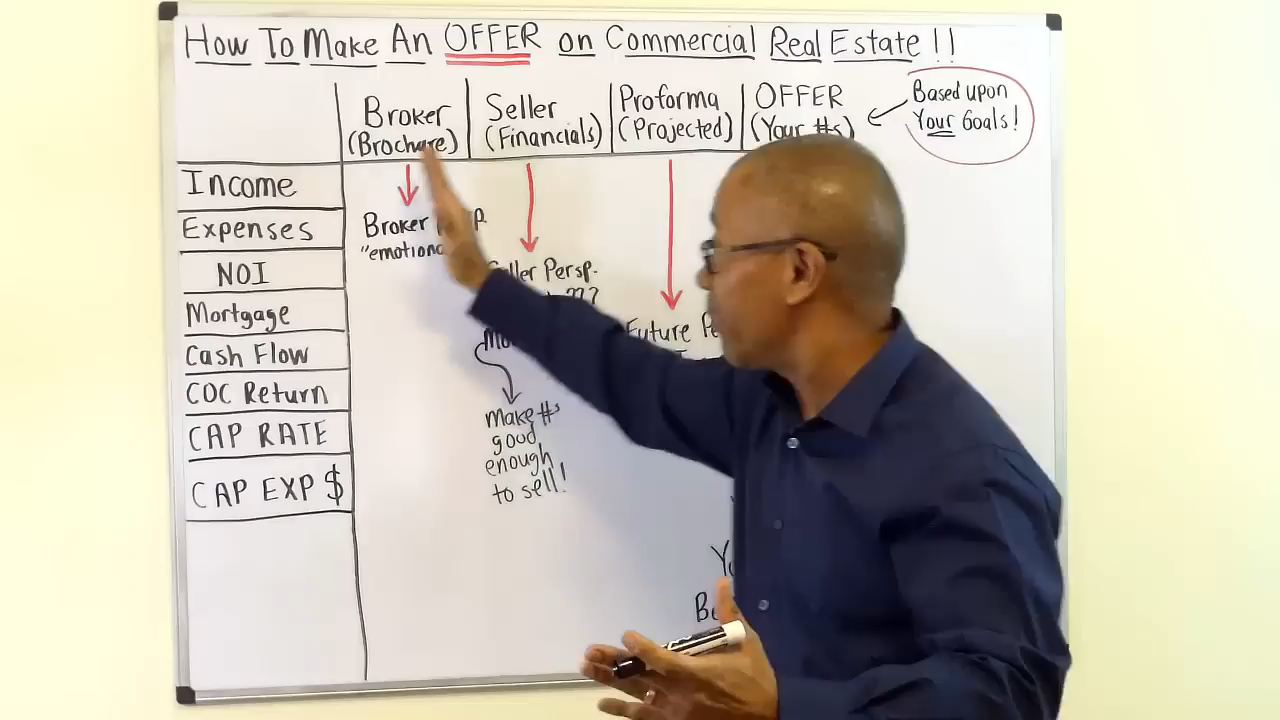 How To Make An OFFER on Commercial Real Estate !!
Broker
(Brochure)
Seller
(Financials)
Proforma
(Projected)
OFFER
(Your #s)
Based upon
Your Goals!
Income
Expenses
NOI
Mortgage
Cash Flow
COC Return
CAP RATE
CAP EXP $
Broker
Persp.
???
Future
Make #s
good
enough
to sell!